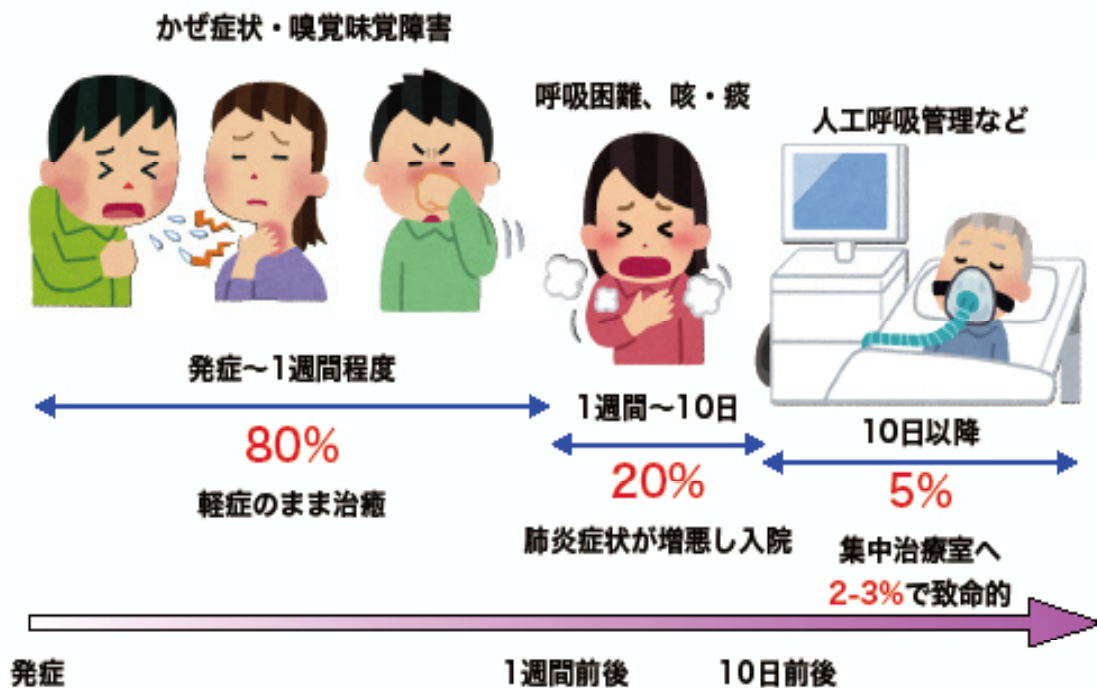 かぜ症状・嗅覚味覚障害
呼吸困難、咳・痰
人工呼吸管理など
発症～1週間程度
80%
軽症のまま治癒
1週間～10日
20%
肺炎症状が増悪し入院
10日以降
5%
集中治療室へ
2-3%で致命的
発症
1週間前後
10日前後